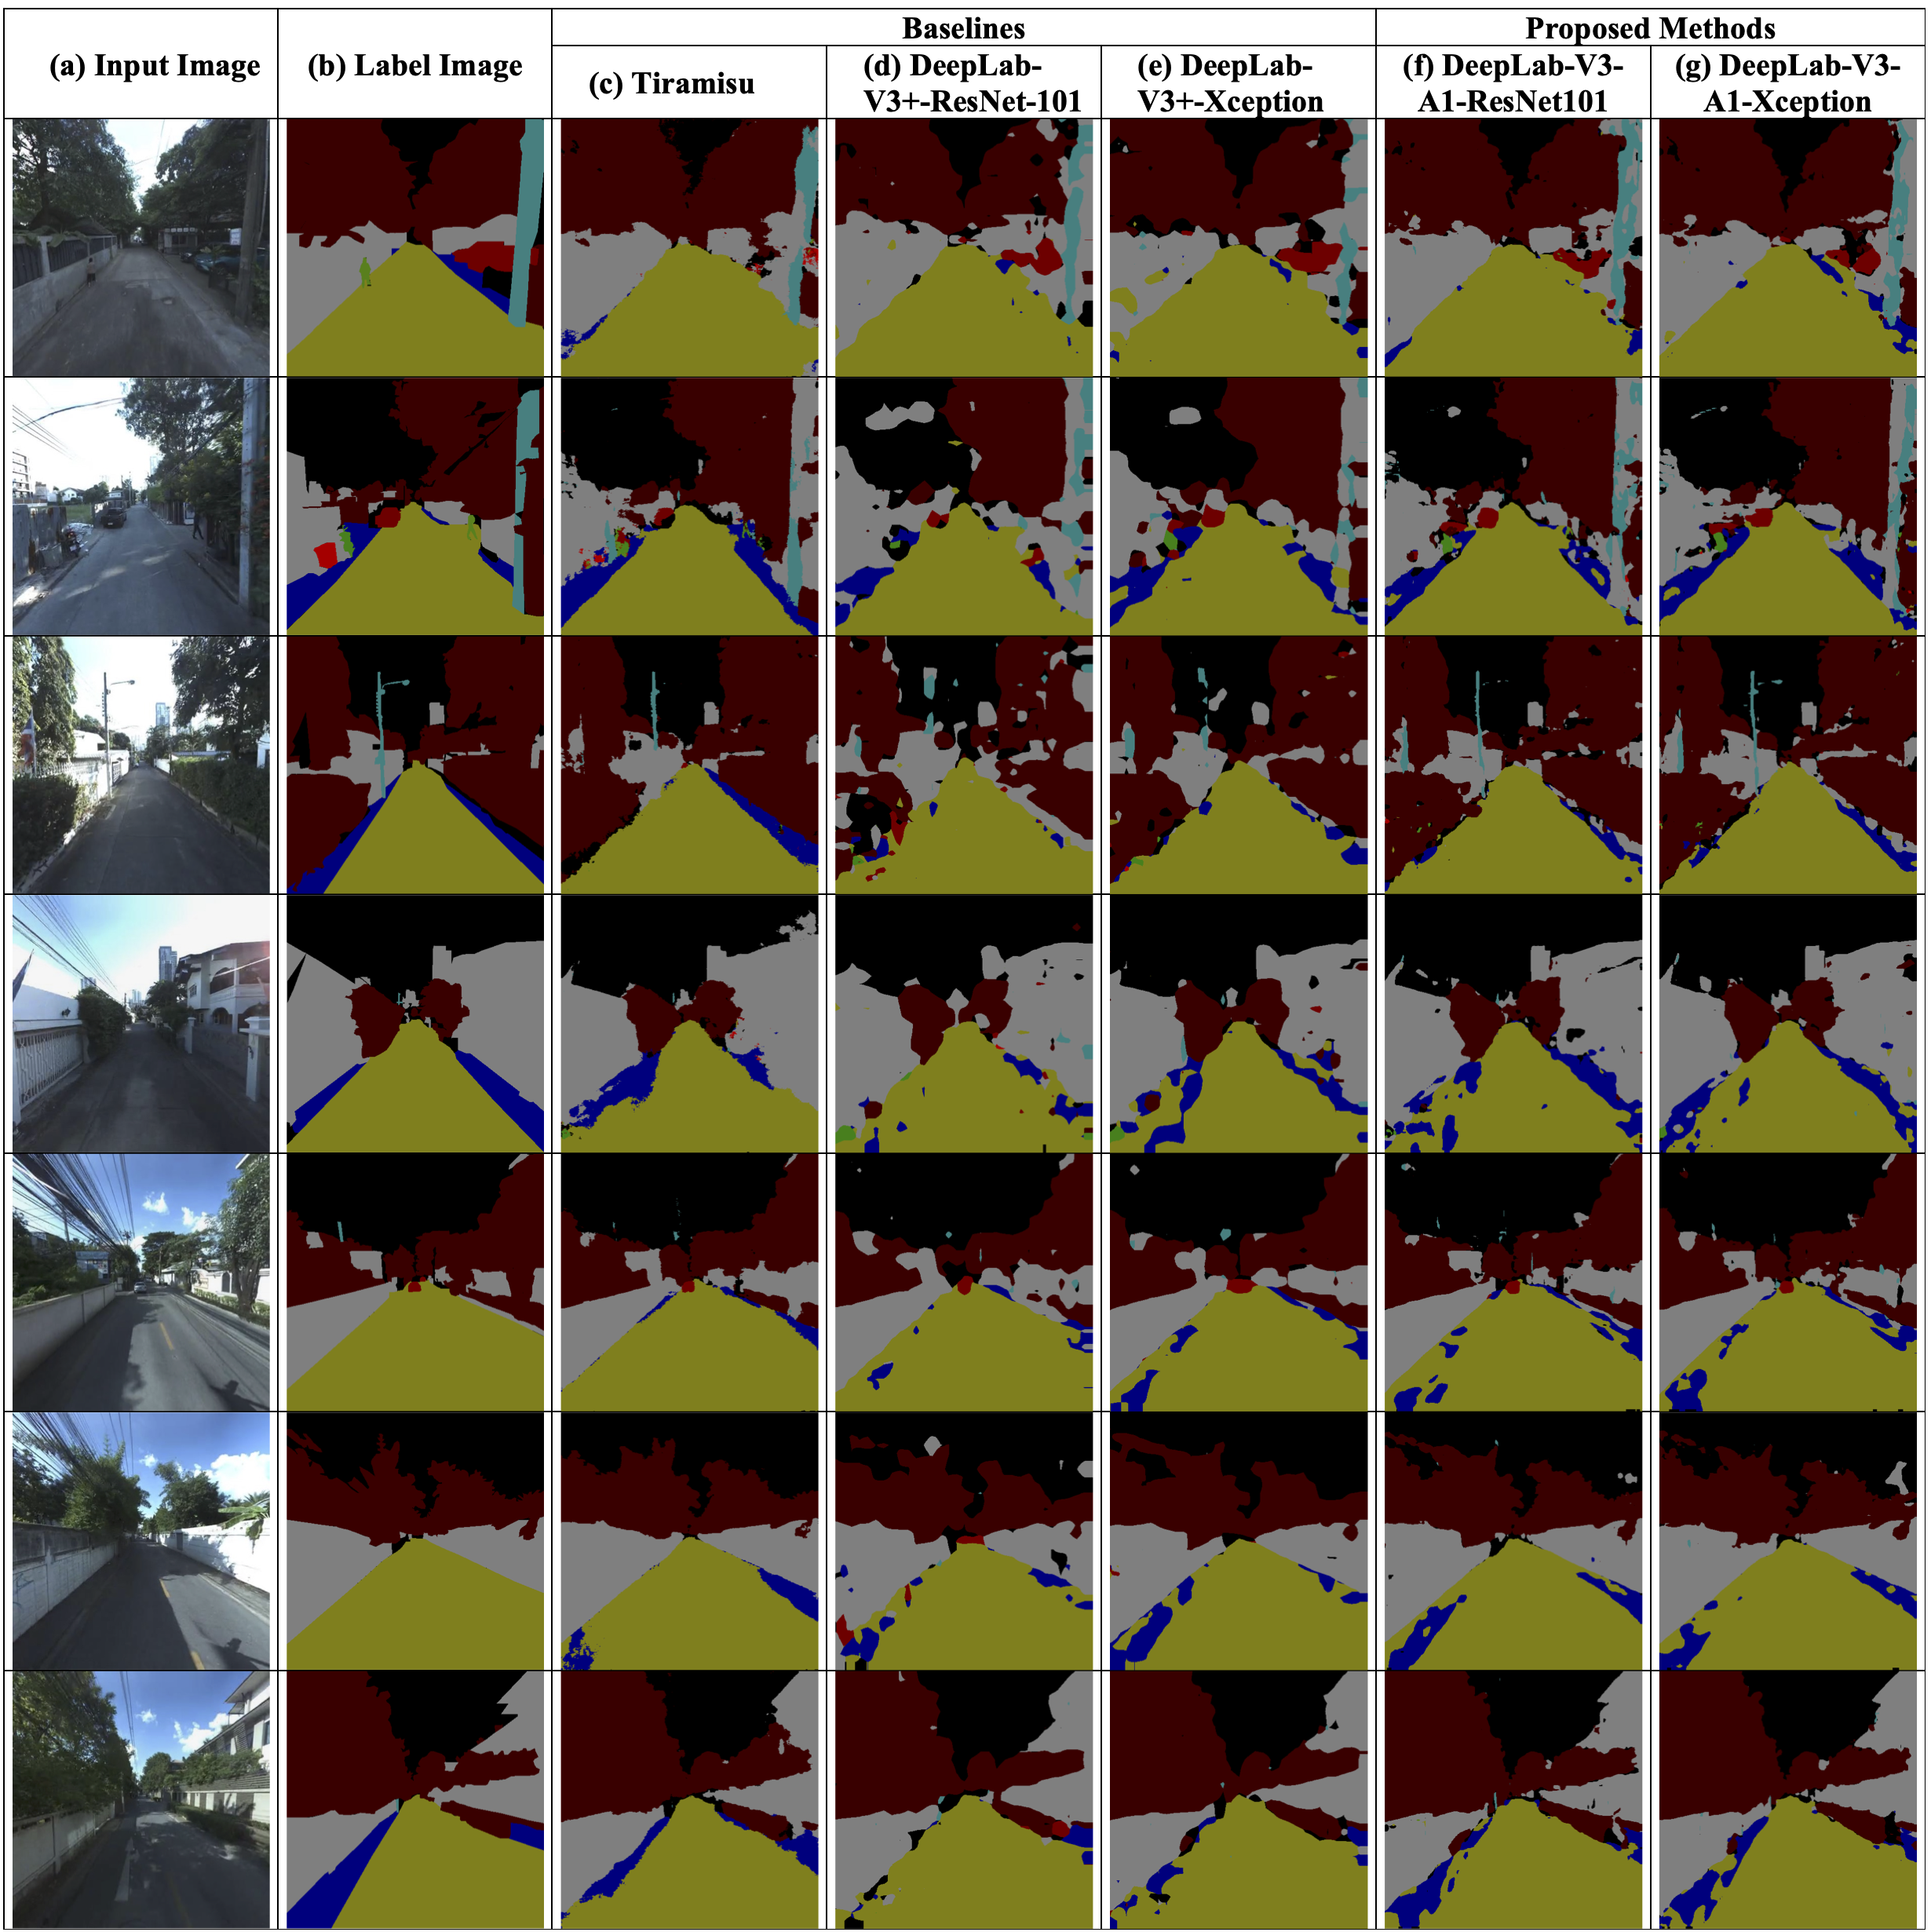 (a) Input Image
(b) Label Image
Baselines
Proposed Methods
(c) Tiramisu
(d) DeepLab-
V3+-ResNet-101
(e) DeepLab-
V3+-Xception
(f) DeepLab-V3-
A1-ResNet101
(g) DeepLab-V3-
A1-Xception